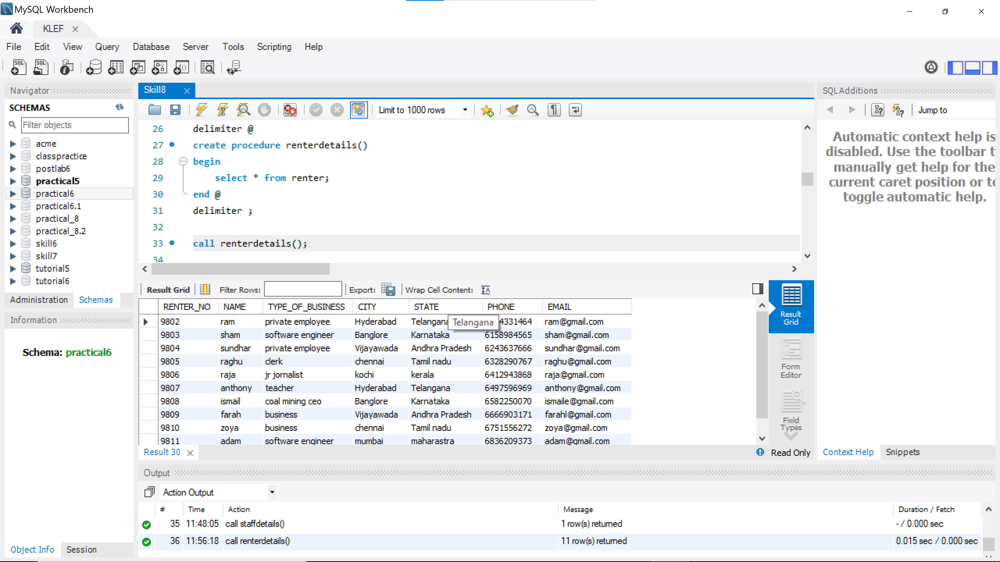 MySQL Workbench
KLEF
File Edit View Query Database Server Tools Scripting Help
Navigator
SCHEMAS
Filter objects
acme
classpractice
postlab6
practical5
practical6
practical6.1
practical_8
practical_8.2
skill6
skill7
tutorial5
tutorial6
Administration Schemas
Information
Schema: practical6
Object Info Session
Skill8
Limit to 1000 rows
26 delimiter @
27 create procedure renterdetails()
28 begin
29 select * from renter;
30 end @
31 delimiter ;
32
33 call renterdetails();
34
Result Grid Filter Rows: Export: Wrap Cell Content:
RENTER_NO NAME TYPE_OF_BUSINESS CITY STATE PHONE EMAIL
9802 ram private employee Hyderabad Telangana Telangana 4331464 ram@gmail.com
9803 sham software engineer Banglore Karnataka 6158984565 sham@gmail.com
9804 sundhar private employee Vijayawada Andhra Pradesh 6243637666 sundhar@gmail.com
9805 raghu clerk chennai Tamil nadu 6328290767 raghu@gmail.com
9806 raja jr jornalist kochi kerala 6412943868 raja@gmail.com
9807 anthony teacher Hyderabad Telangana 6497596969 anthony@gmail.com
9808 ismail coal mining ceo Banglore Karnataka 6582250070 ismaile@gmail.com
9809 farah business Vijayawada Andhra Pradesh 6666903171 farahl@gmail.com
9810 zoya business chennai Tamil nadu 6751556272 zoya@gmail.com
9811 adam software engineer mumbai maharastra 6836209373 adam@gmail.com
Result Grid
Form Editor
Field Types
Result 30
Read Only
SQLAdditions
Jump to
Automatic context help is
disabled. Use the toolbar t
manually get help for the
current caret position or to
toggle automatic help.
Context Help Snippets
Output
Action Output
# Time Action Message Duration / Fetch
35 11:48:05 call staffdetails() 1 row(s) returned - / 0.000 sec
36 11:56:18 call renterdetails() 11 row(s) returned 0.015 sec / 0.000 sec